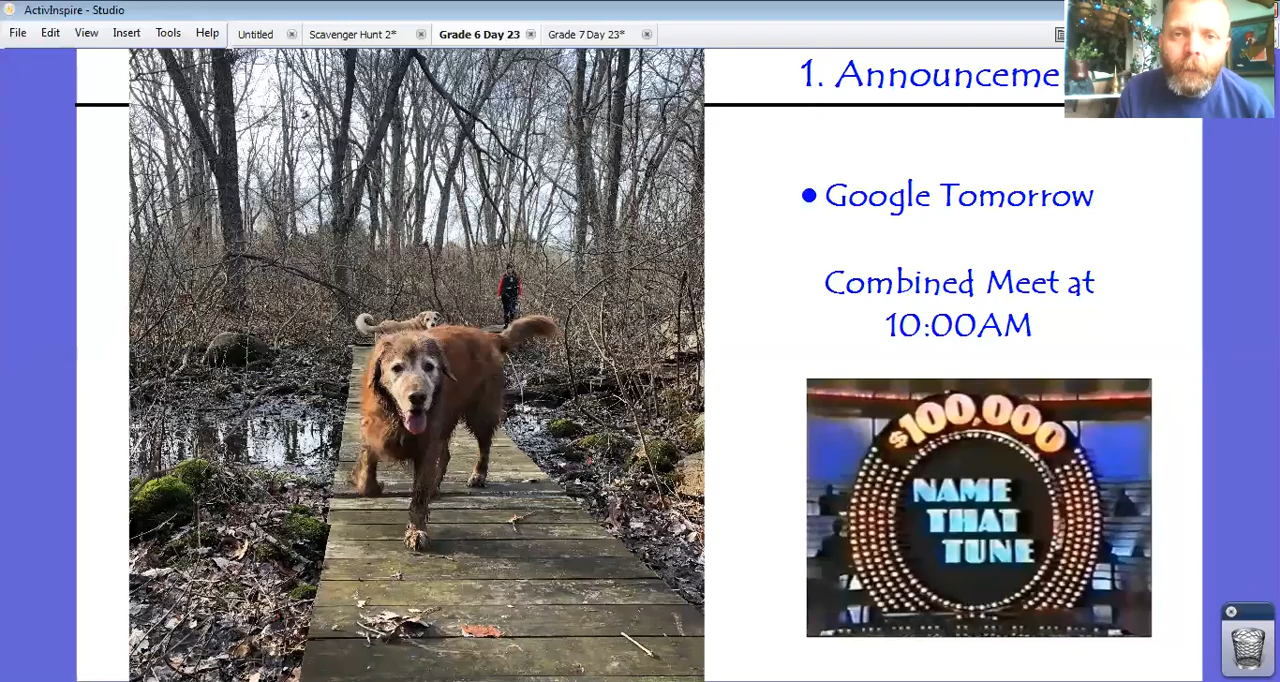 ActivInspire - Studio
File Edit View Insert Tools Help Untitled Scavenger Hunt 2* Grade 6 Day 23 Grade 7 Day 23*
1. Announceme
• Google Tomorrow
Combined Meet at
10:00AM
$100,000
NAME
THAT
TUNE